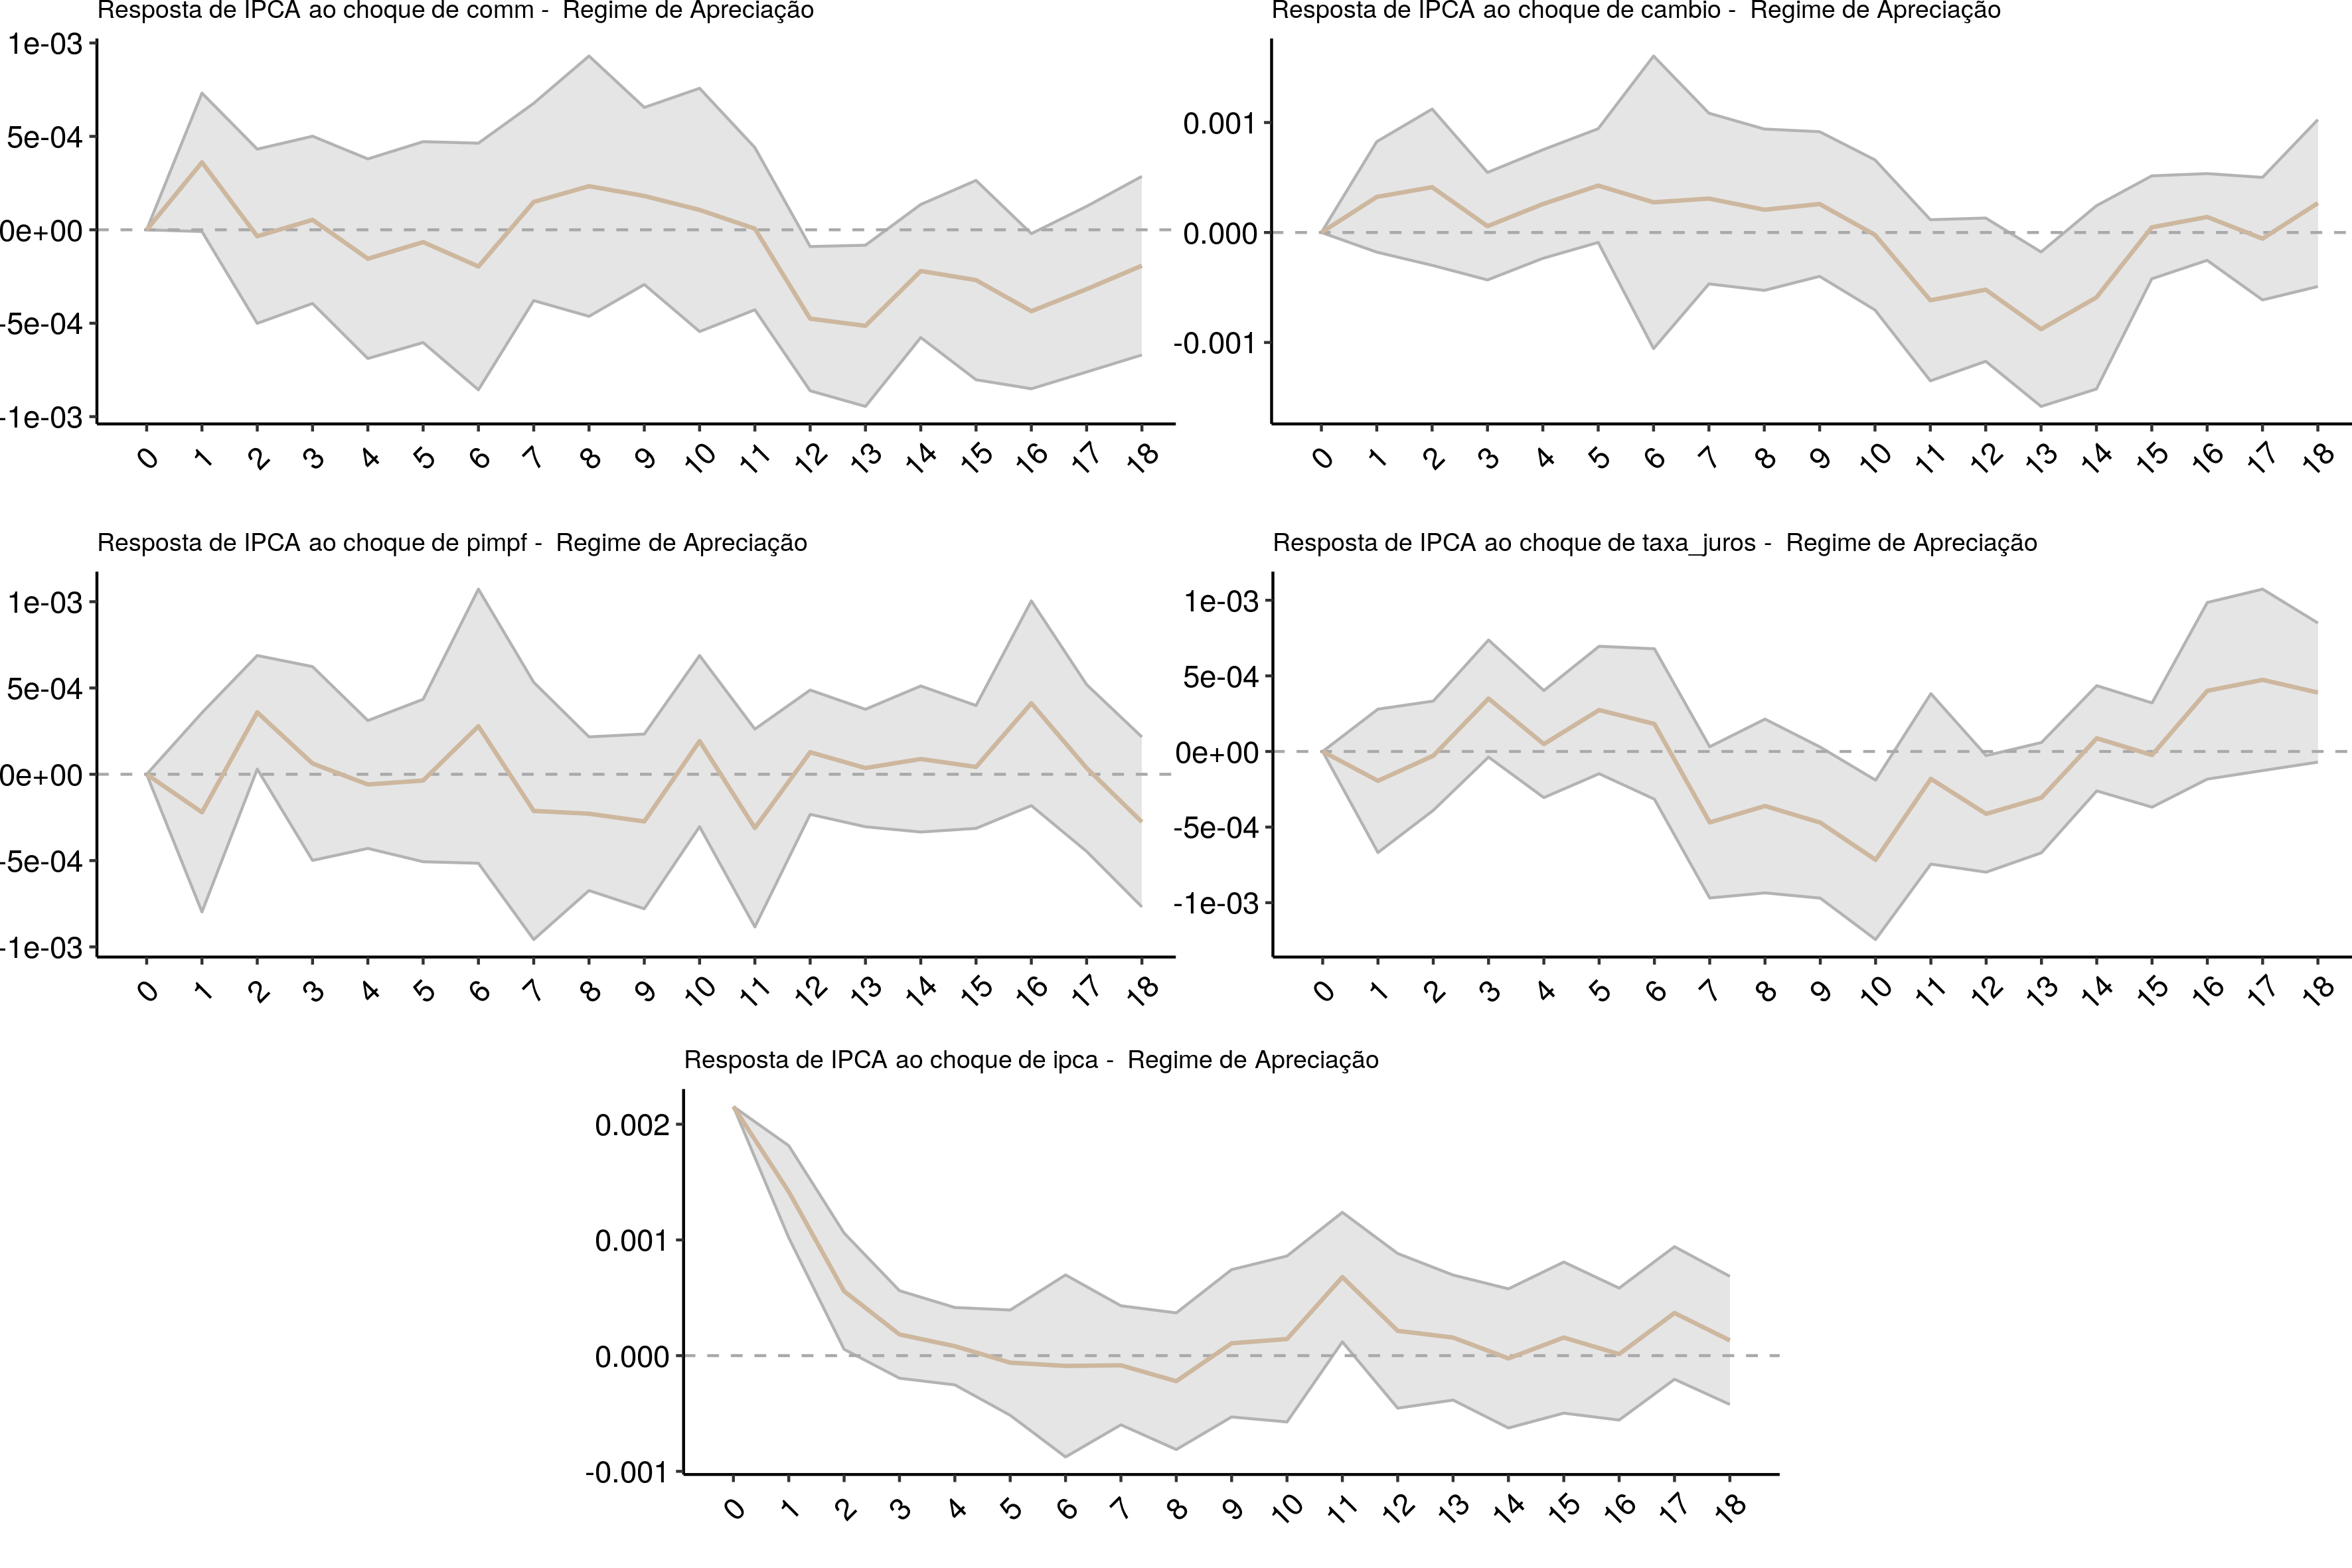 Resposta de IPCA ao choque de comm -  Regime de Apreciação
1e-03
5e-04
0e+00
-5e-04
-1e-03
0 1 2 3 4 5 6 7 8 9 10 11 12 13 14 15 16 17 18
Resposta de IPCA ao choque de cambio -  Regime de Apreciação
0.001
0.000
-0.001
0 1 2 3 4 5 6 7 8 9 10 11 12 13 14 15 16 17 18
Resposta de IPCA ao choque de pimpf -  Regime de Apreciação
1e-03
5e-04
0e+00
-5e-04
-1e-03
0 1 2 3 4 5 6 7 8 9 10 11 12 13 14 15 16 17 18
Resposta de IPCA ao choque de taxa_juros -  Regime de Apreciação
1e-03
5e-04
0e+00
-5e-04
-1e-03
0 1 2 3 4 5 6 7 8 9 10 11 12 13 14 15 16 17 18
Resposta de IPCA ao choque de ipca -  Regime de Apreciação
0.002
0.001
0.000
-0.001
0 1 2 3 4 5 6 7 8 9 10 11 12 13 14 15 16 17 18